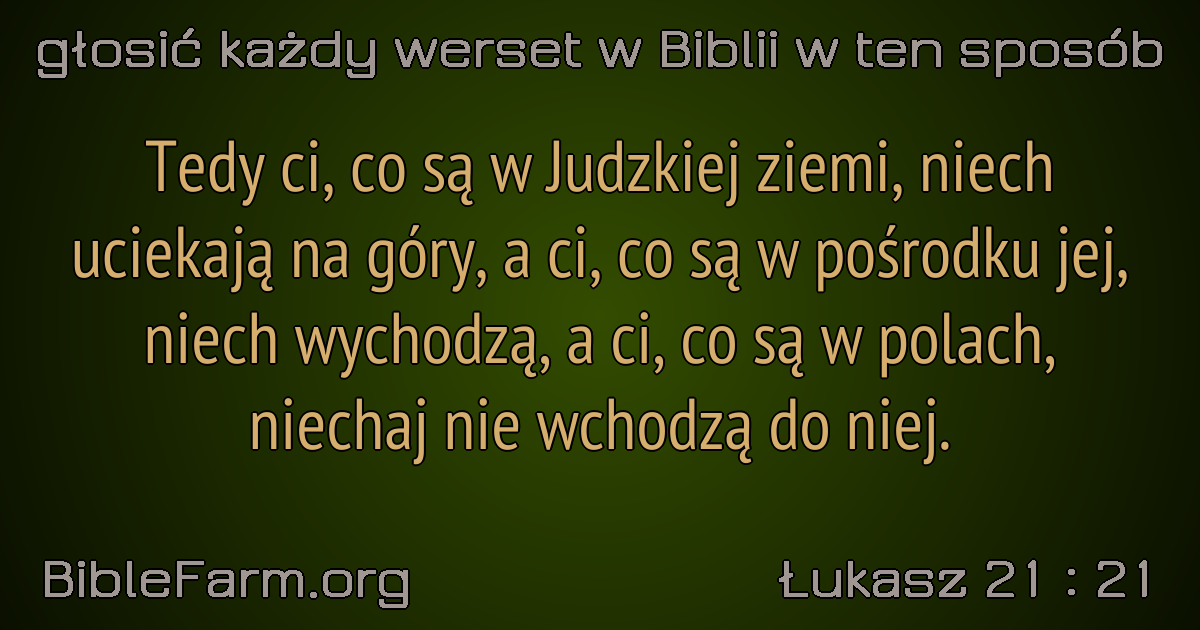 głosić każdy werset w Biblii w ten sposób
Tedy ci, co są w Judzkiej ziemi, niech
uciekają na góry, a ci, co są w pośrodku jej,
niech wychodzą, a ci, co są w polach,
niechaj nie wchodzą do niej.
BibleFarm.org
Łukasz 21 : 21